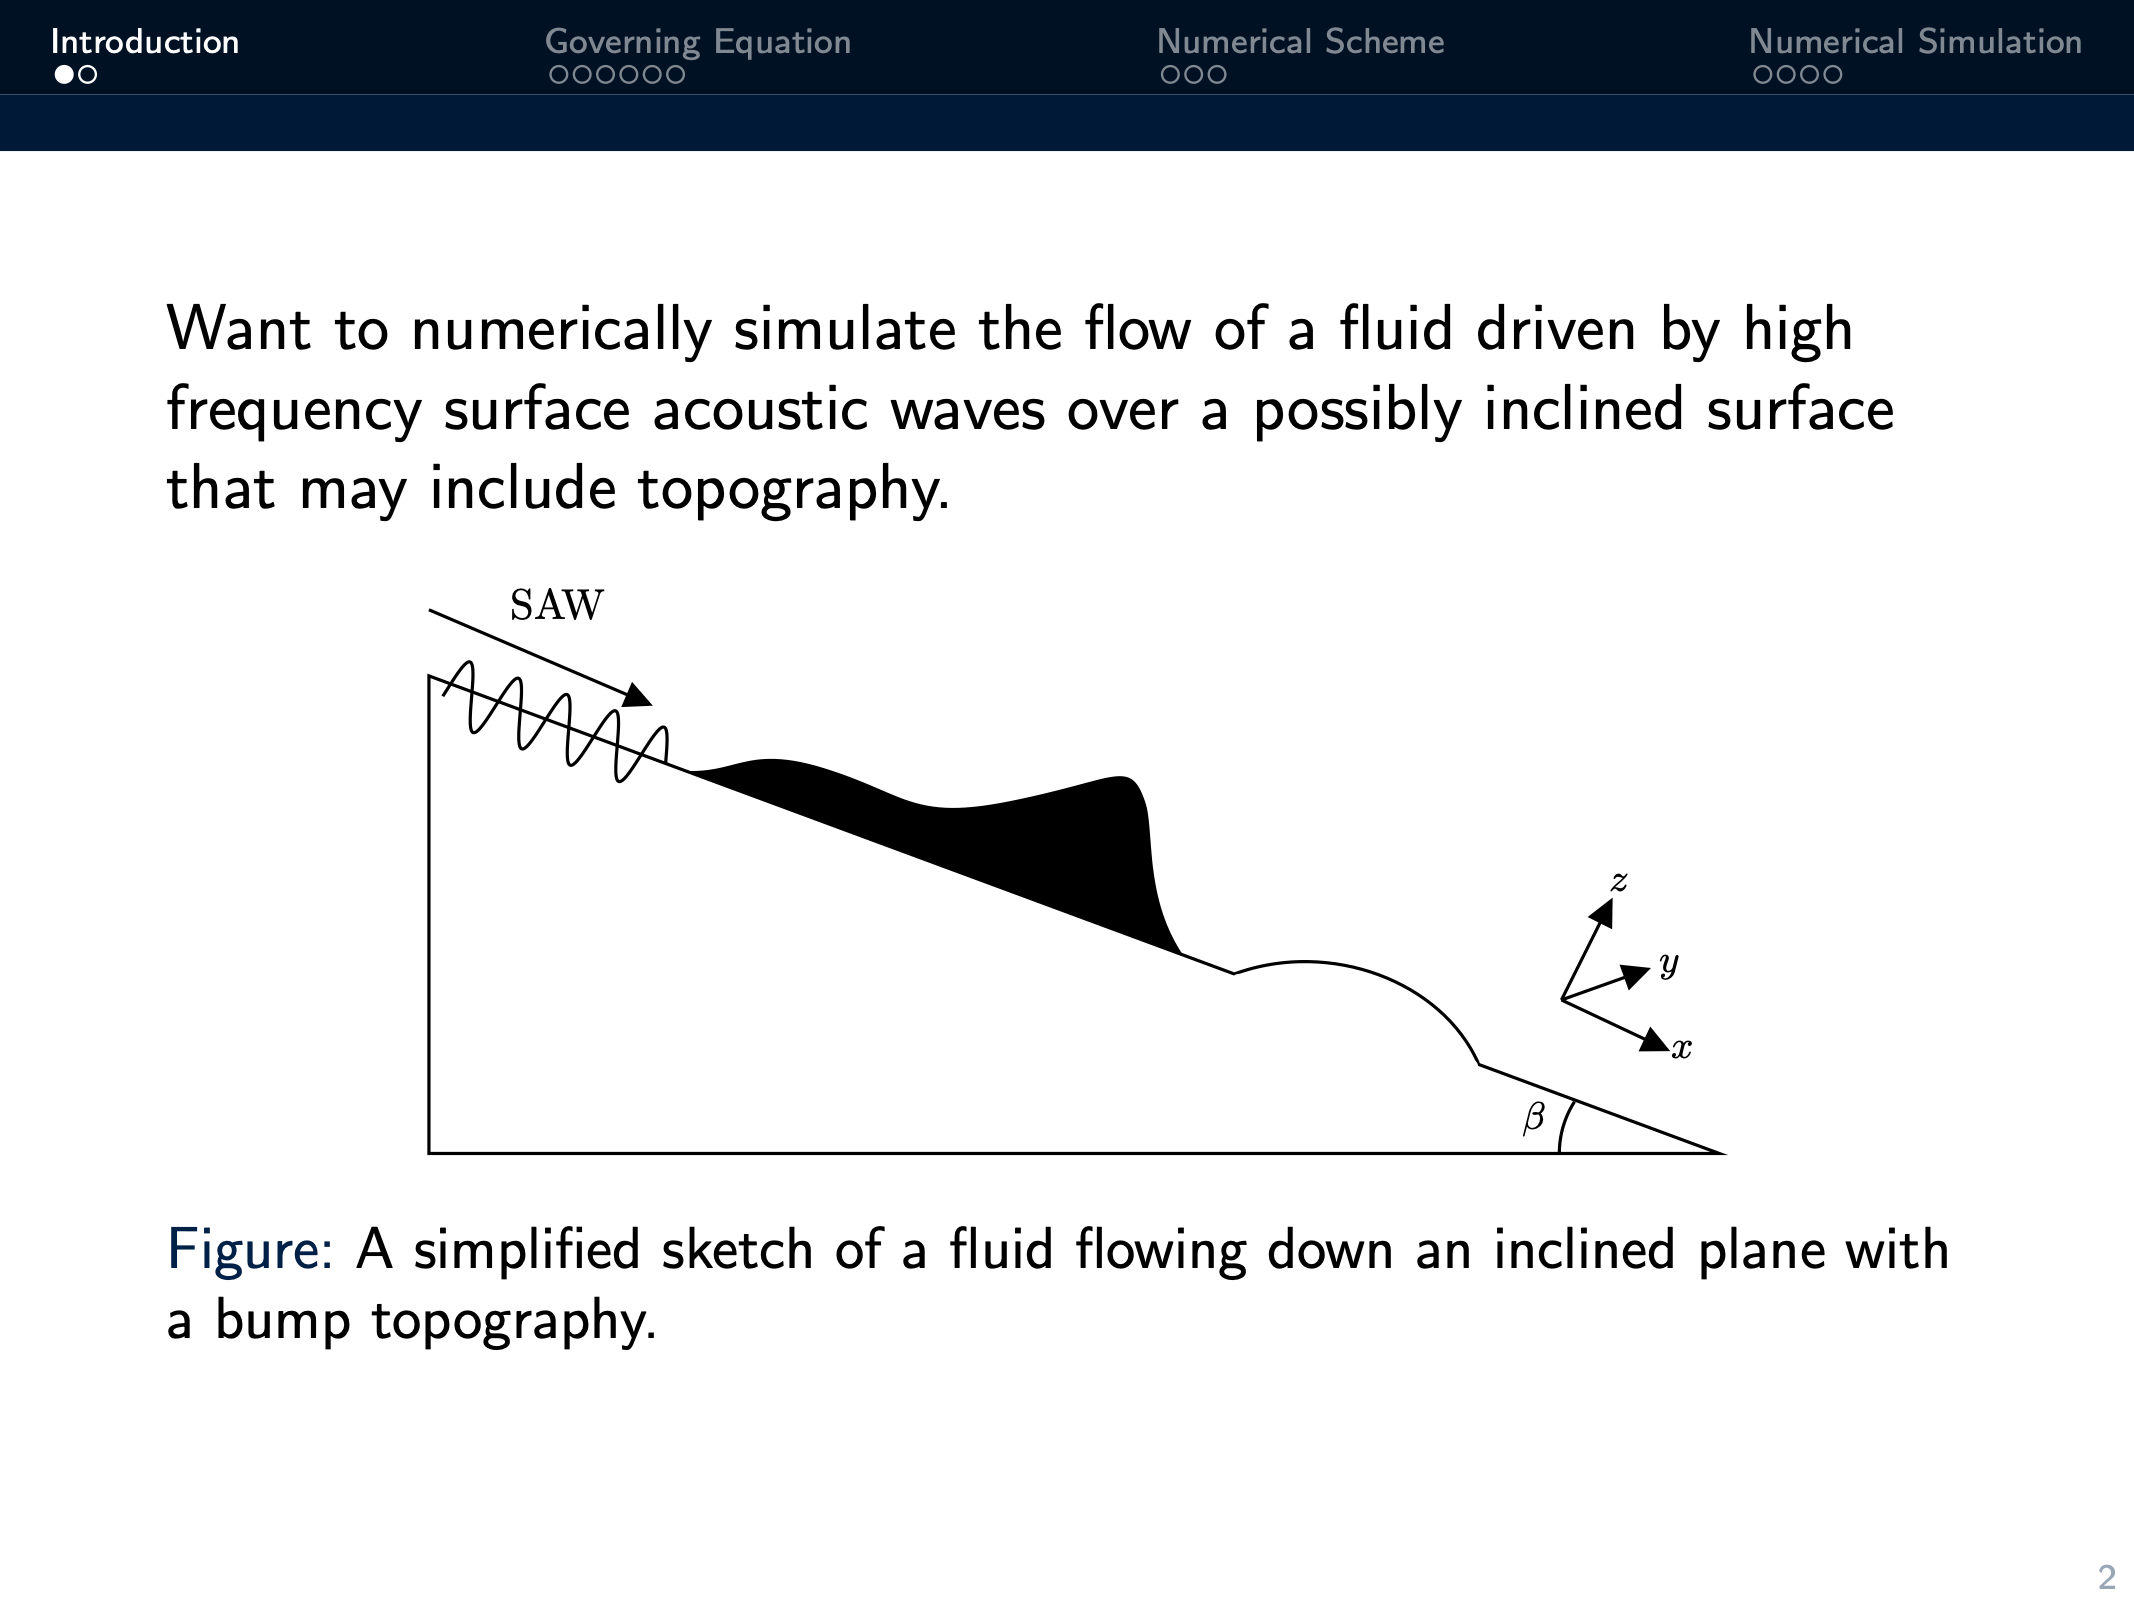 Introduction
Governing Equation
Numerical Scheme
Numerical Simulation
Want to numerically simulate the flow of a fluid driven by high
frequency surface acoustic waves over a possibly inclined surface
that may include topography.
SAW
z
y
x
β
Figure: A simplified sketch of a fluid flowing down an inclined plane with
a bump topography.
2